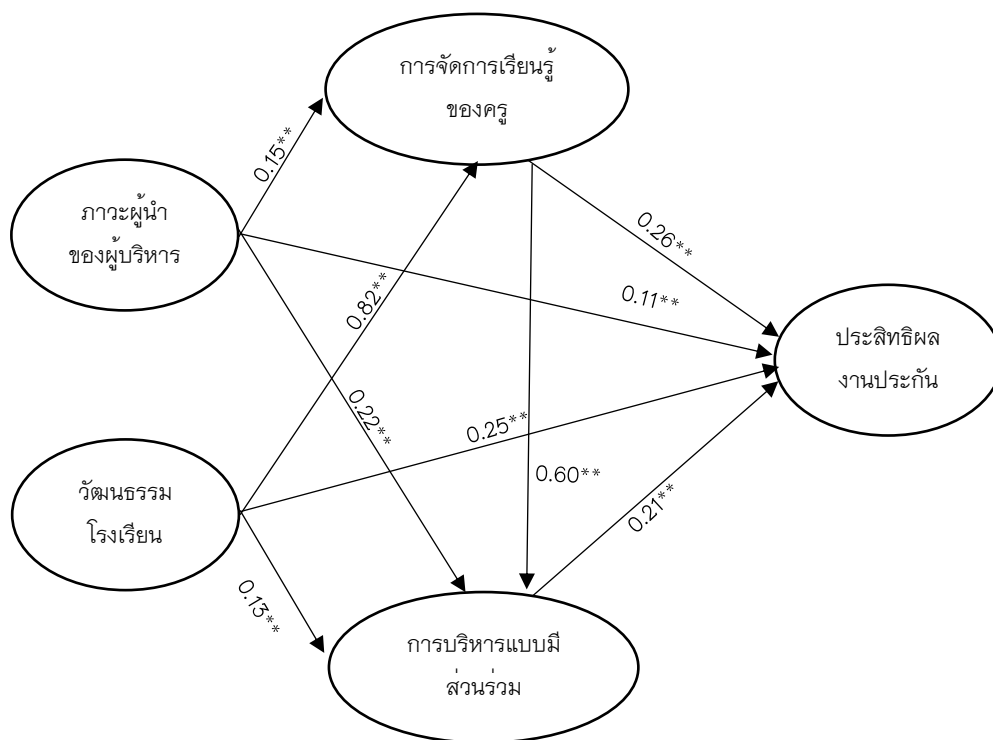 การจัดการเรียนรู้
ของครู
0.15**
ภาวะผู้นำ
ของผู้บริหาร
0.26**
0.82**
0.11**
ประสิทธิผล
งานประกัน
0.22**
0.25**
วัฒนธรรม
โรงเรียน
0.60**
0.21**
0.13**
การบริหารแบบมี
ส่วนร่วม